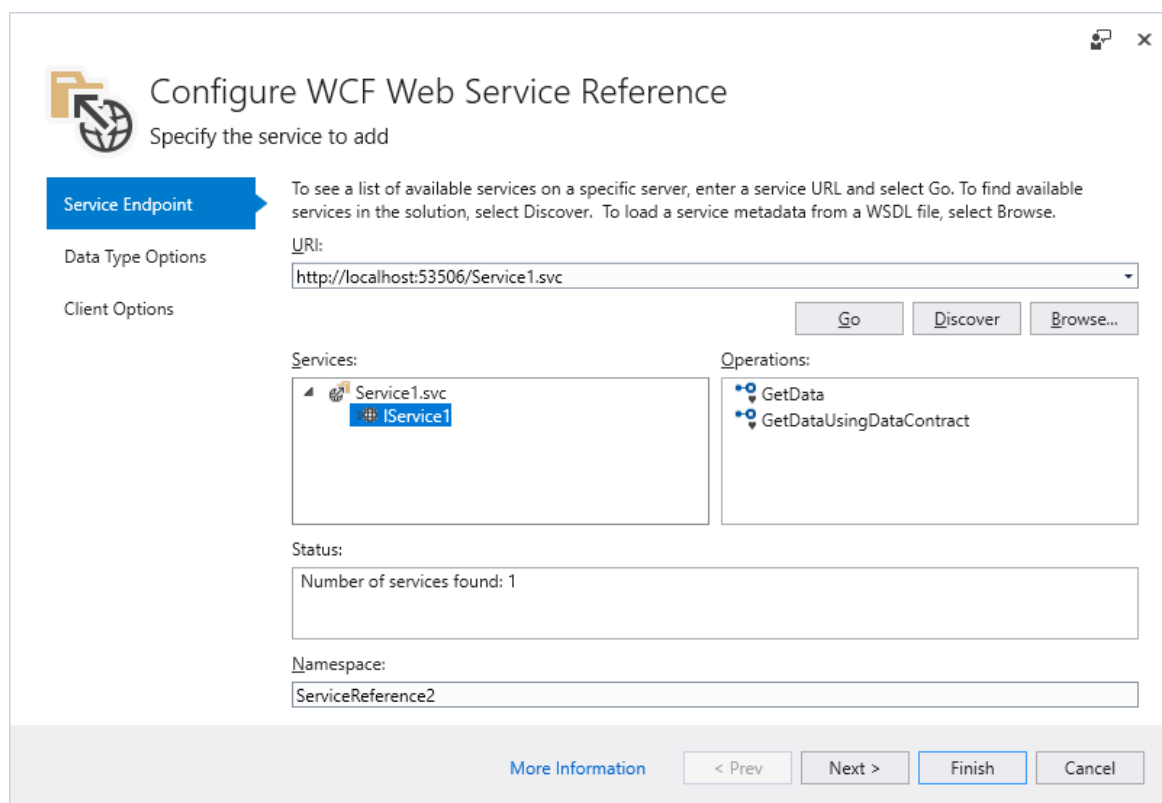 Configure WCF Web Service Reference
Specify the service to add
Service Endpoint
Data Type Options
Client Options
To see a list of available services on a specific server, enter a service URL and select Go. To find available
services in the solution, select Discover.  To load a service metadata from a WSDL file, select Browse.
URI:
http://localhost:53506/Service1.svc
Go
Discover
Browse...
Services:
Service1.svc
IService1
Operations:
GetData
GetDataUsingDataContract
Status:
Number of services found: 1
Namespace:
ServiceReference2
More Information
< Prev
Next >
Finish
Cancel